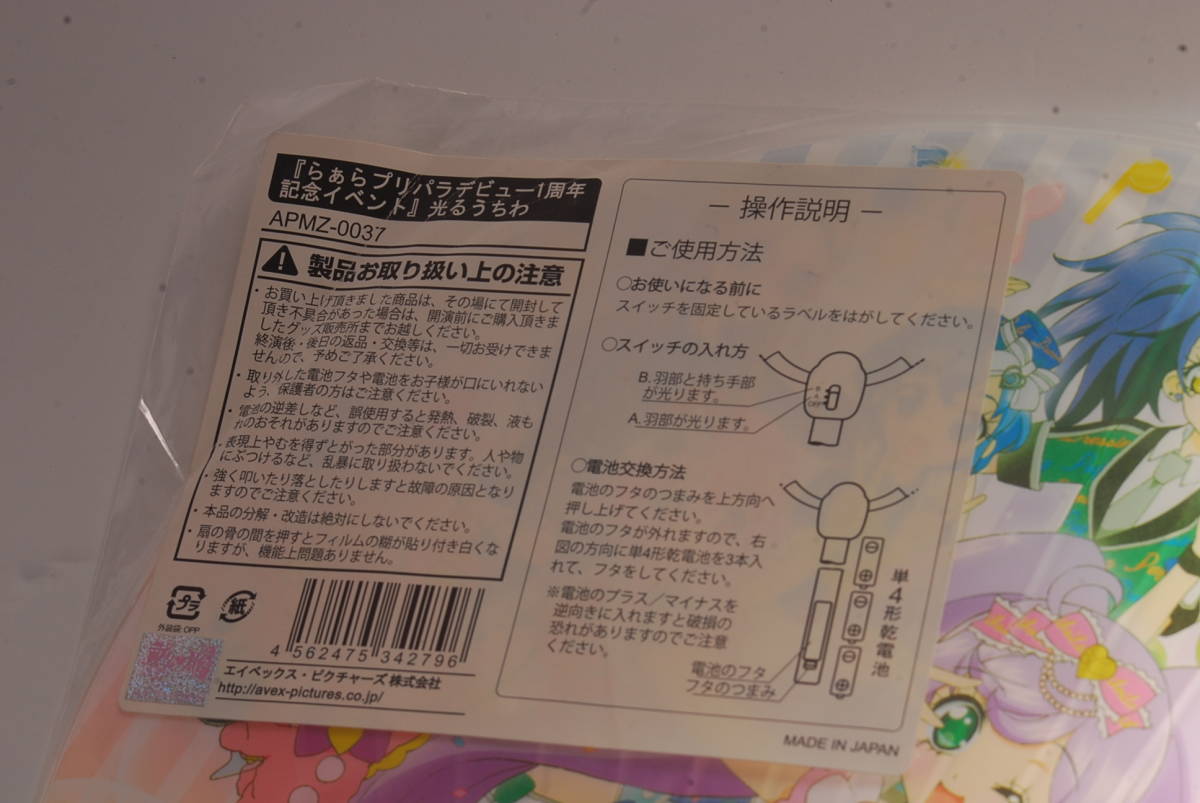 『らぁらプリパラデビュー1周年
記念イベント』光るうちわ
APMZ-0037
製品お取り扱い上の注意
・お買い上げ頂きました商品は、その場にて開封して
頂き不具合があった場合は、開演前にご購入頂きま
したグッズ販売所までお越しください。
終演後・後日の返品・交換等は、一切お受けできま
せんので、予めご了承ください。
・取り外した電池フタや電池をお子様が口にいれない
よう、保護者の方はご注意ください。
・電池の逆差しなど、誤使用すると発熱、破裂、液も
れのおそれがありますのでご注意ください。
・表現上やむを得ずとがった部分があります。人や物
にぶつけるなど、乱暴に取り扱わないでください。
・強く叩いたり落としたりしますと故障の原因となり
ますのでご注意ください。
・本品の分解・改造は絶対にしないでください。
・扇の骨の間を押すとフィルムの糊が貼り付き白くな
りますが、機能上問題ありません。
プラ
外装袋:OPP
紙
4 562475 342796
エイベックス・ピクチャーズ株式会社
http://avex-pictures.co.jp/
― 操作説明 ―
■ご使用方法
○お使いになる前に
スイッチを固定しているラベルをはがしてください。
○スイッチの入れ方
B.羽部と持ち手部
が光ります。
A.羽部が光ります。
B
A
OFF
○電池交換方法
電池のフタのつまみを上方向へ
押し上げてください。
電池のフタが外れますので、右
図の方向に単4形乾電池を3本入
れて、フタをしてください。
※電池のプラス/マイナスを
逆向きに入れますと破損の
恐れがありますのでご注意
ください。
単4形乾電池
電池のフタ
フタのつまみ
MADE IN JAPAN